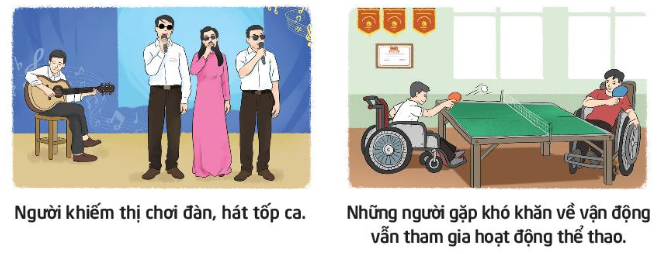 Người khiếm thị chơi đàn, hát tốp ca.
Những người gặp khó khăn về vận động
vẫn tham gia hoạt động thể thao.